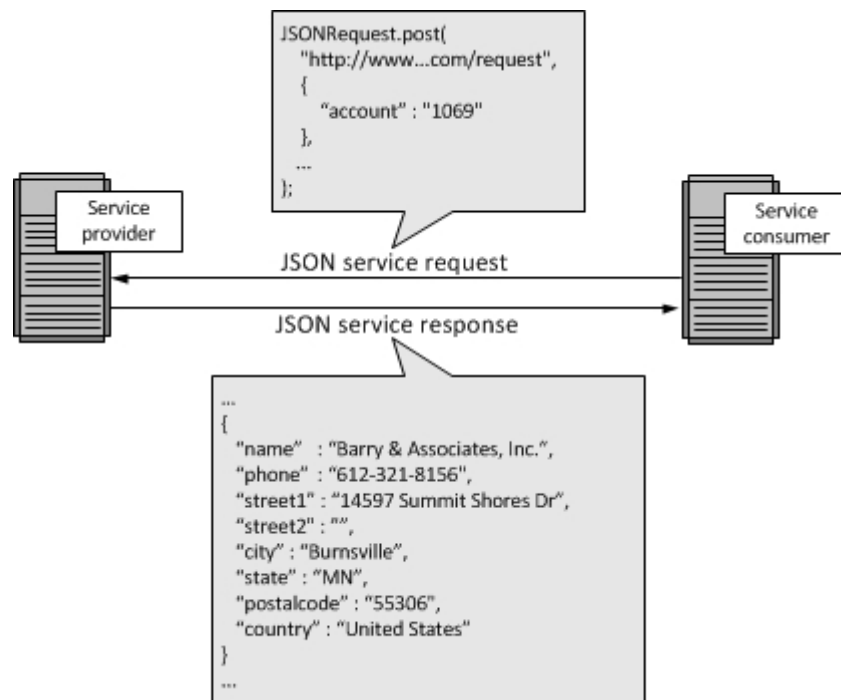 JSONRequest.post(
"http://www...com/request",
{
“account” : "1069"
},
...
};
Service
provider
Service
consumer
JSON service request
JSON service response
...
{
"name” : “Barry & Associates, Inc.”,
“phone” : “612-321-8156",
“street1” : “14597 Summit Shores Dr”,
“street2" : “”,
“city” : “Burnsville”,
“state” : “MN”,
“postalcode” : “55306",
“country” : “United States”
}
...